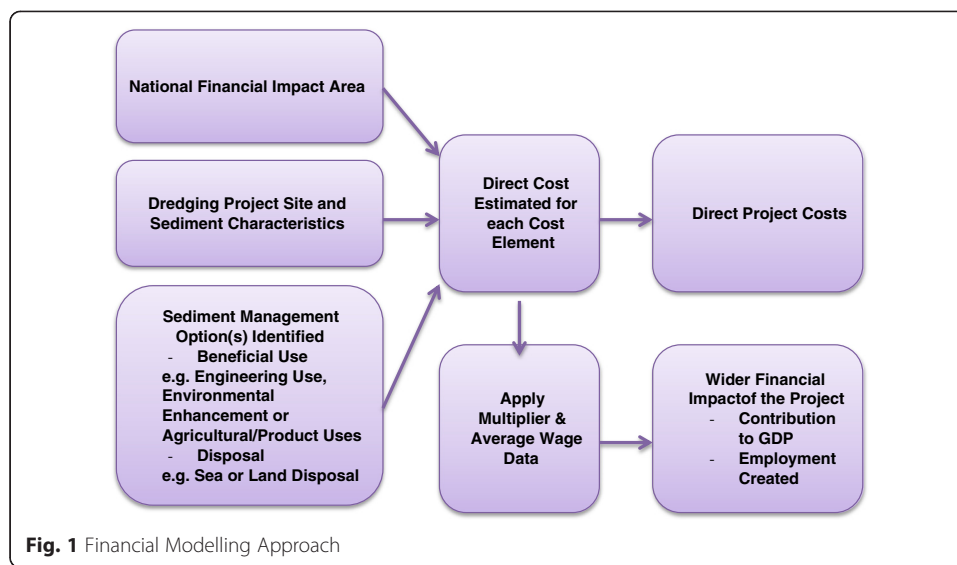 National Financial Impact Area
Dredging Project Site and
Sediment Characteristics
Sediment Management
Option(s) Identified
- Beneficial Use
e.g. Engineering Use,
Environmental
Enhancement or
Agricultural/Product Uses
- Disposal
e.g. Sea or Land Disposal
Direct Cost
Estimated for
each Cost
Element
Direct Project Costs
Apply
Multiplier &
Average Wage
Data
Wider Financial
Impactof the Project
- Contribution
to GDP
- Employment
Created
Fig. 1 Financial Modelling Approach